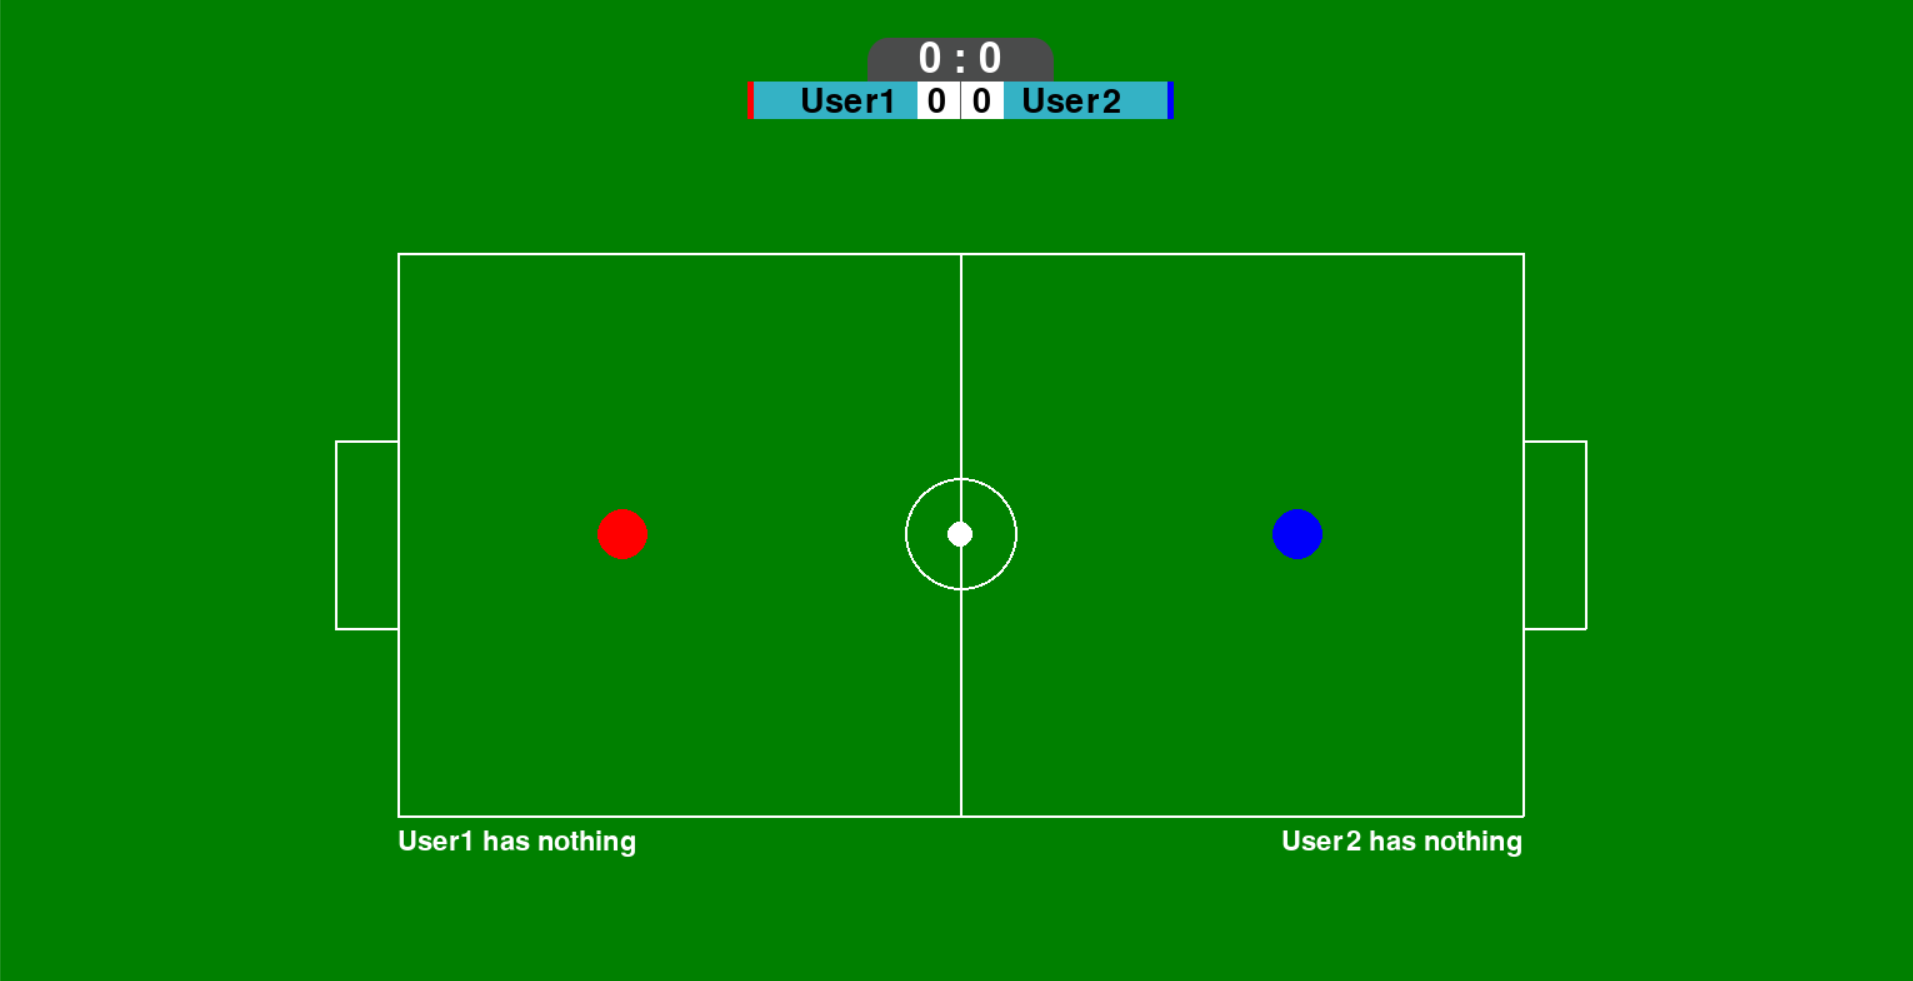 0 : 0
User1 0 0 User2
User1 has nothing
User2 has nothing